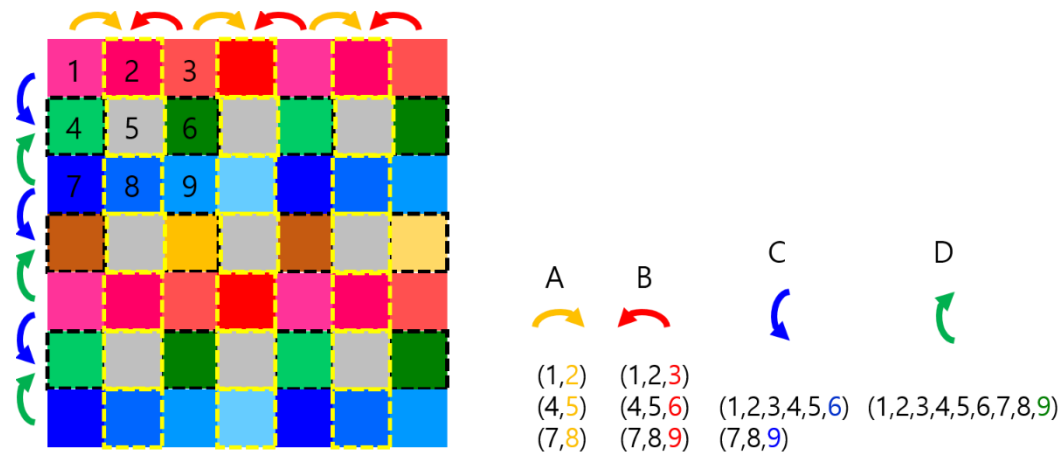 1 2 3
4 5 6
7 8 9
A B C D
(1,2) (1,2,3)
(4,5) (4,5,6) (1,2,3,4,5,6) (1,2,3,4,5,6,7,8,9)
(7,8) (7,8,9) (7,8,9)